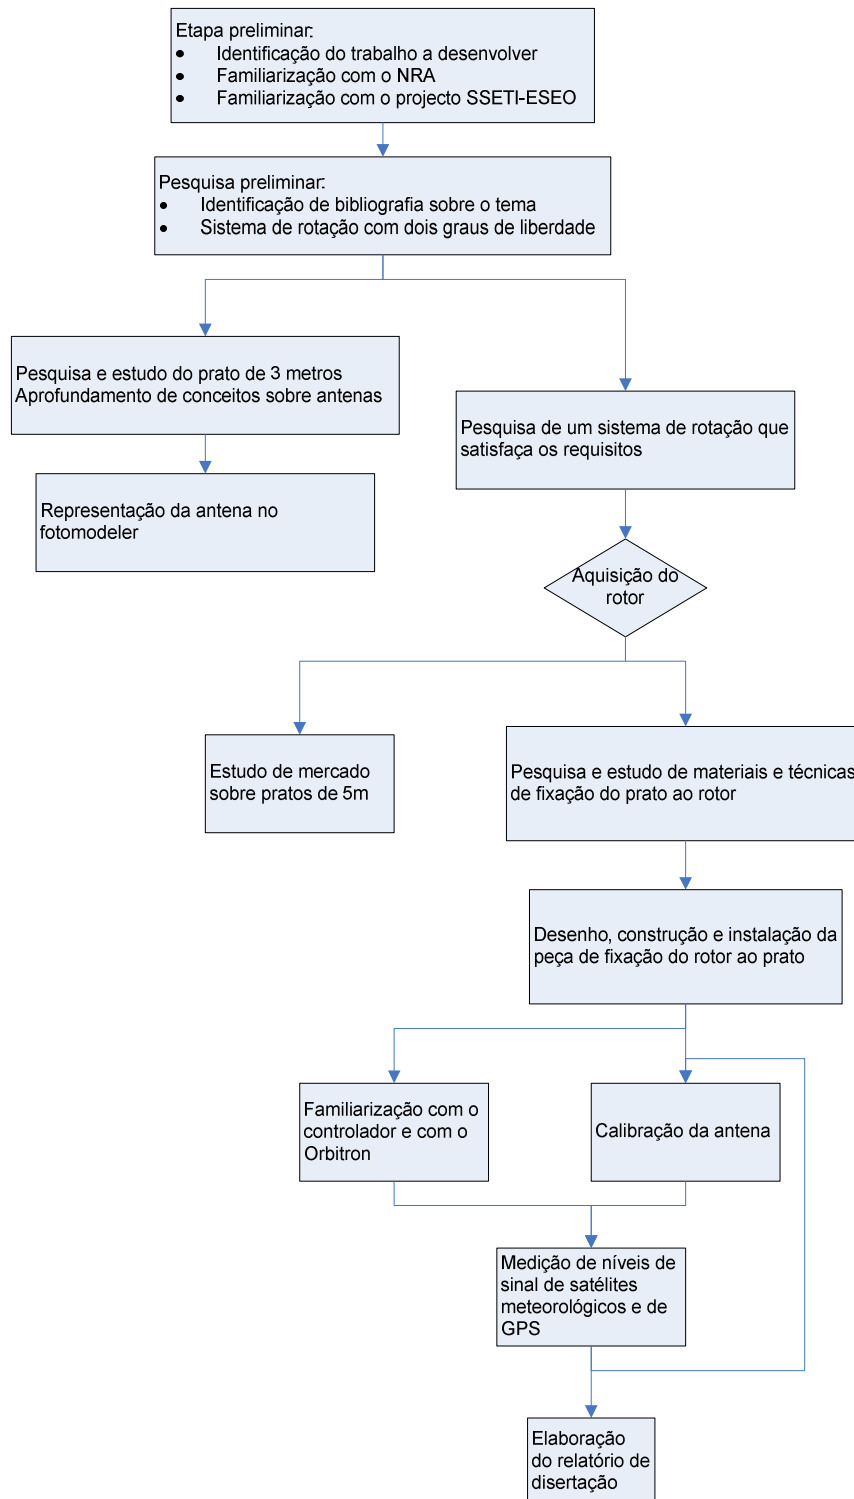 Etapa preliminar:
• Identificação do trabalho a desenvolver
• Familiarização com o NRA
• Familiarização com o projecto SSETI-ESEO
Pesquisa preliminar:
• Identificação de bibliografia sobre o tema
• Sistema de rotação com dois graus de liberdade
Pesquisa e estudo do prato de 3 metros
Aprofundamento de conceitos sobre antenas
Pesquisa de um sistema de rotação que
satisfaça os requisitos
Representação da antena no
fotomodeler
Aquisição do
rotor
Estudo de mercado
sobre pratos de 5m
Pesquisa e estudo de materiais e técnicas
de fixação do prato ao rotor
Desenho, construção e instalação da
peça de fixação do rotor ao prato
Familiarização com o
controlador e com o
Orbitron
Calibração da antena
Medição de níveis de
sinal de satélites
meteorológicos e de
GPS
Elaboração
do relatório de
disertação